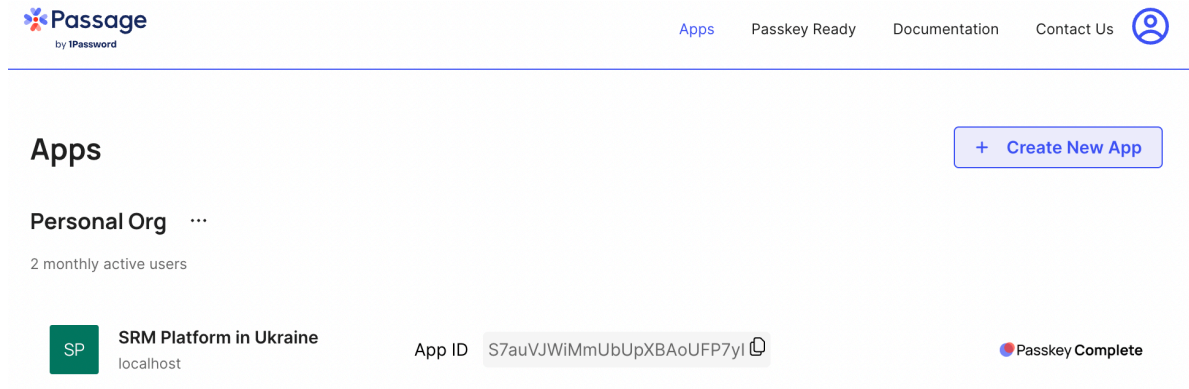 Passage
by 1Password
Apps Passkey Ready Documentation Contact Us
Apps
+ Create New App
Personal Org ...
2 monthly active users
SP
SRM Platform in Ukraine
localhost
App ID S7auVJWiMmUbUpXBAoUFP7yI
Passkey Complete